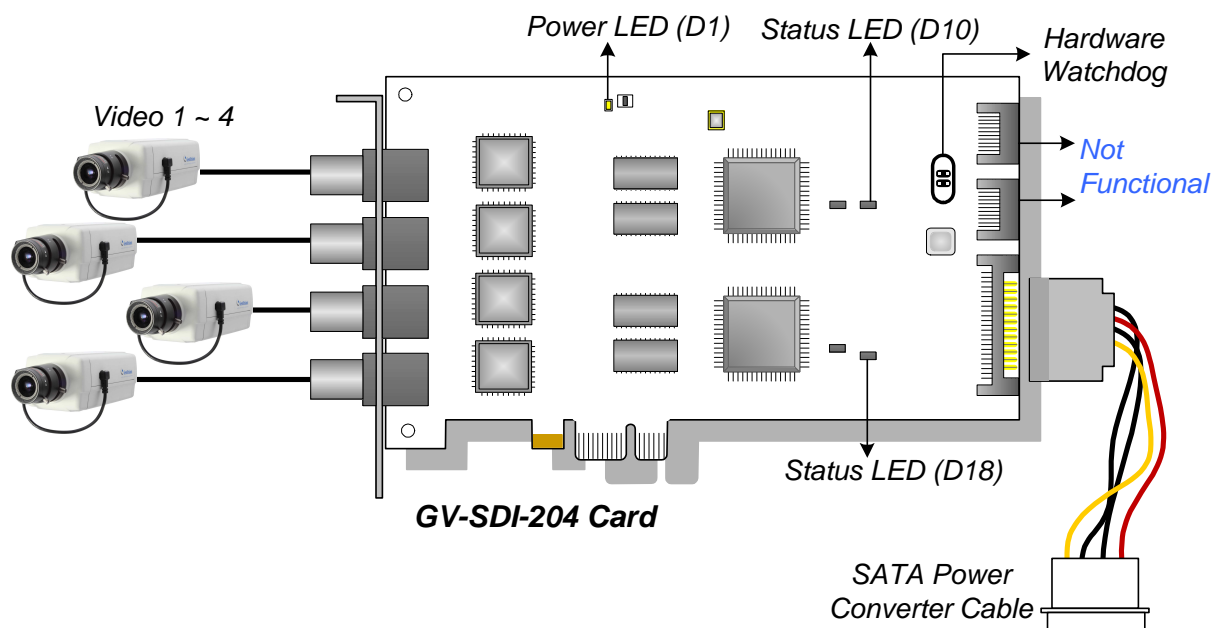 Power LED (D1)
Status LED (D10)
Hardware
Watchdog
Video 1 ~ 4
Not
Functional
Status LED (D18)
GV-SDI-204 Card
SATA Power
Converter Cable